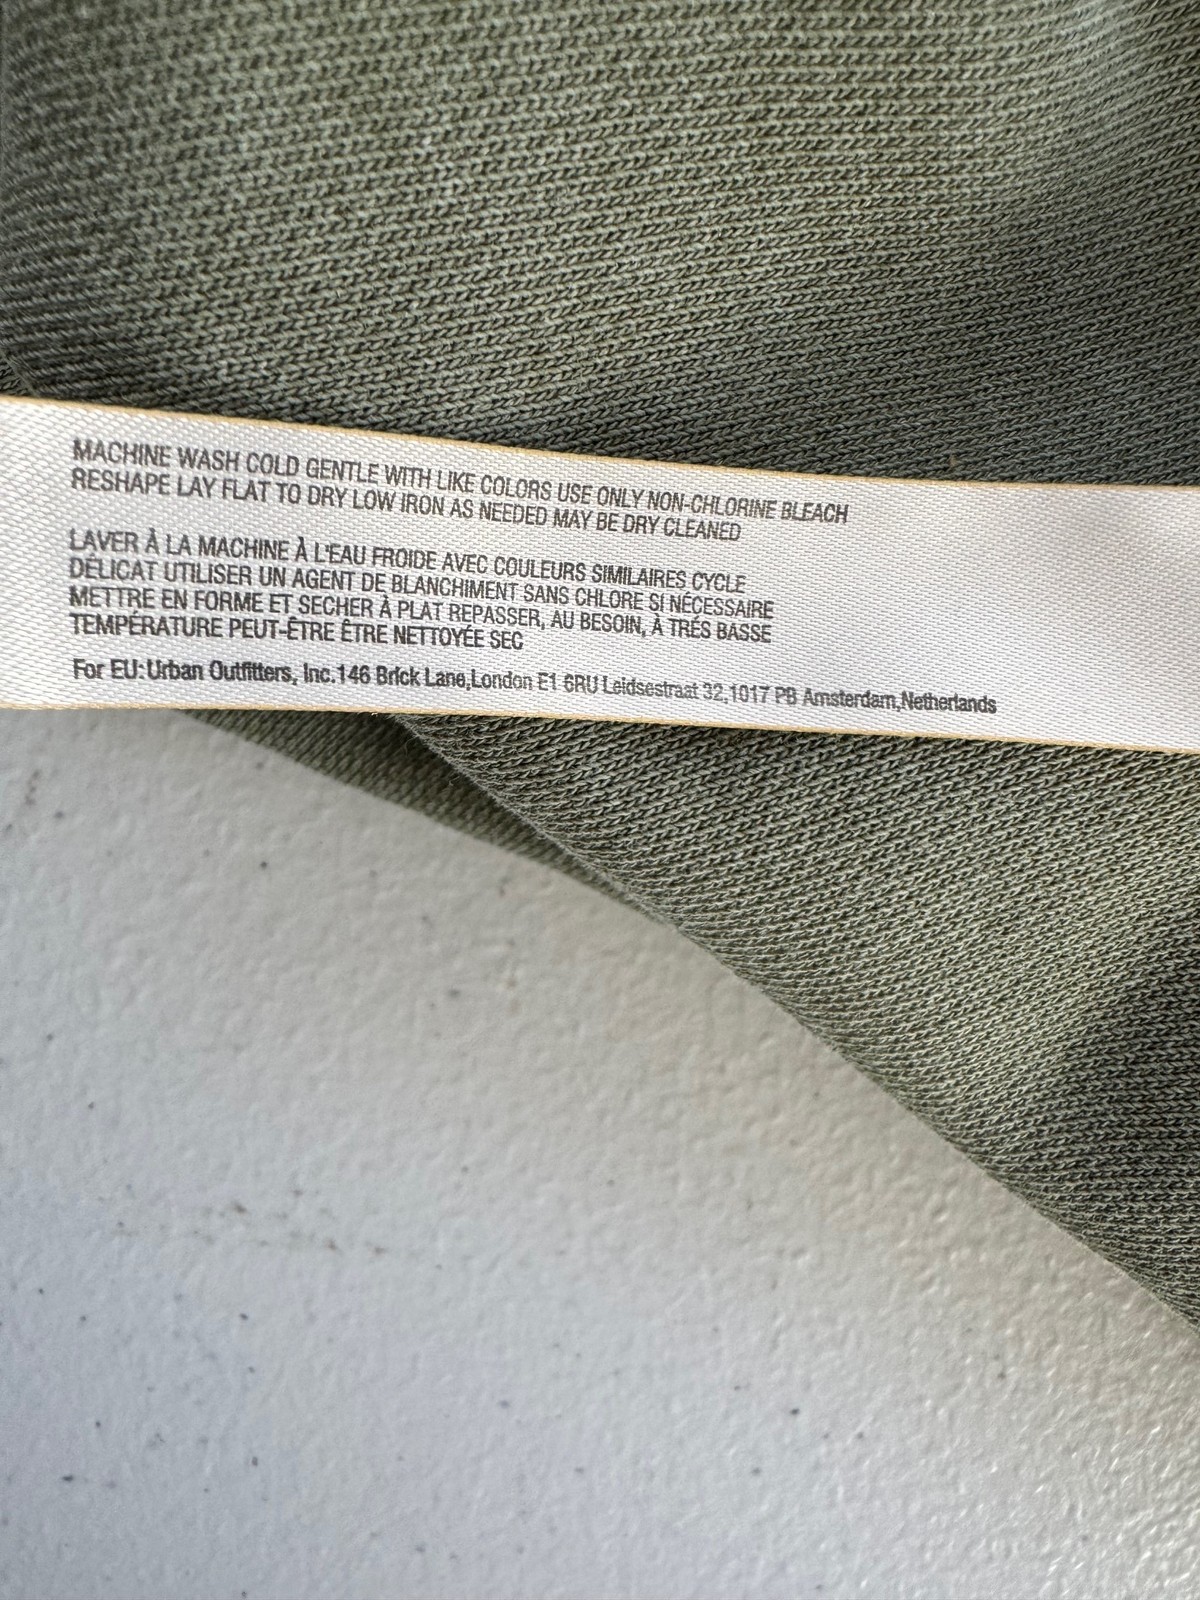 MACHINE WASH COLD GENTLE WITH LIKE COLORS USE ONLY NON-CHLORINE BLEACH
RESHAPE LAY FLAT TO DRY LOW IRON AS NEEDED MAY BE DRY CLEANED
LAVER À LA MACHINE À L'EAU FROIDE AVEC COULEURS SIMILAIRES CYCLE
DÉLICAT UTILISER UN AGENT DE BLANCHIMENT SANS CHLORE SI NÉCESSAIRE
METTRE EN FORME ET SECHER À PLAT REPASSER, AU BESOIN, À TRÉS BASSE
TEMPÉRATURE PEUT-ÊTRE ÊTRE NETTOYÉE SEC
For EU: Urban Outfitters, Inc.146 Brick Lane,London E1 6RU Leidsestraat 32,1017 PB Amsterdam,Netherlands